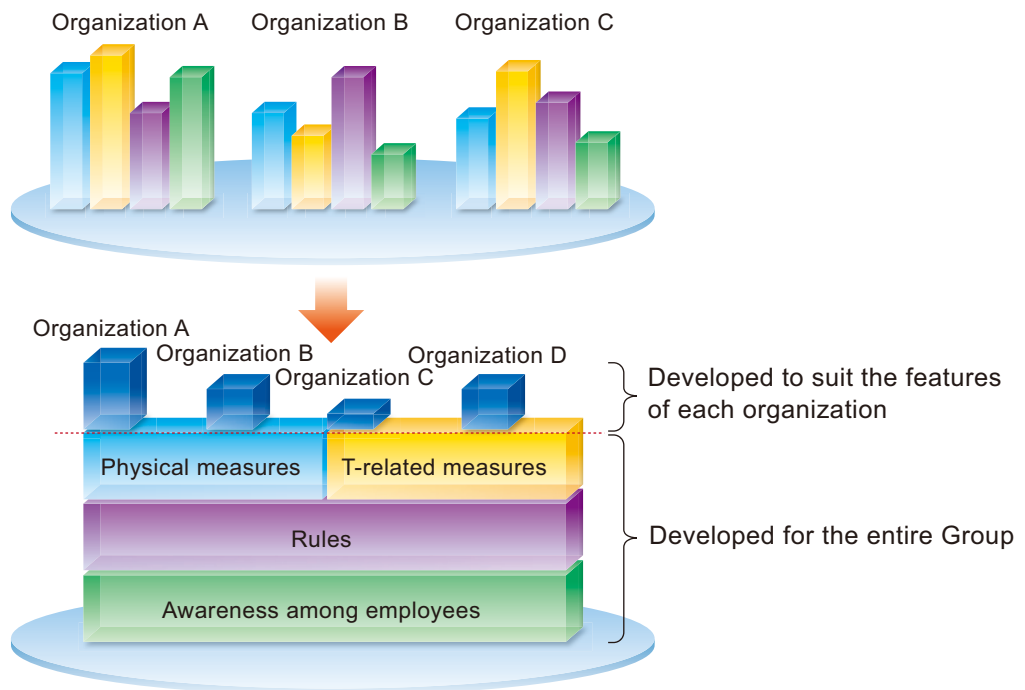 Organization A
Organization B
Organization C
Organization A
Organization B
Organization C
Organization D
Developed to suit the features
of each organization
Physical measures
T-related measures
Rules
Developed for the entire Group
Awareness among employees